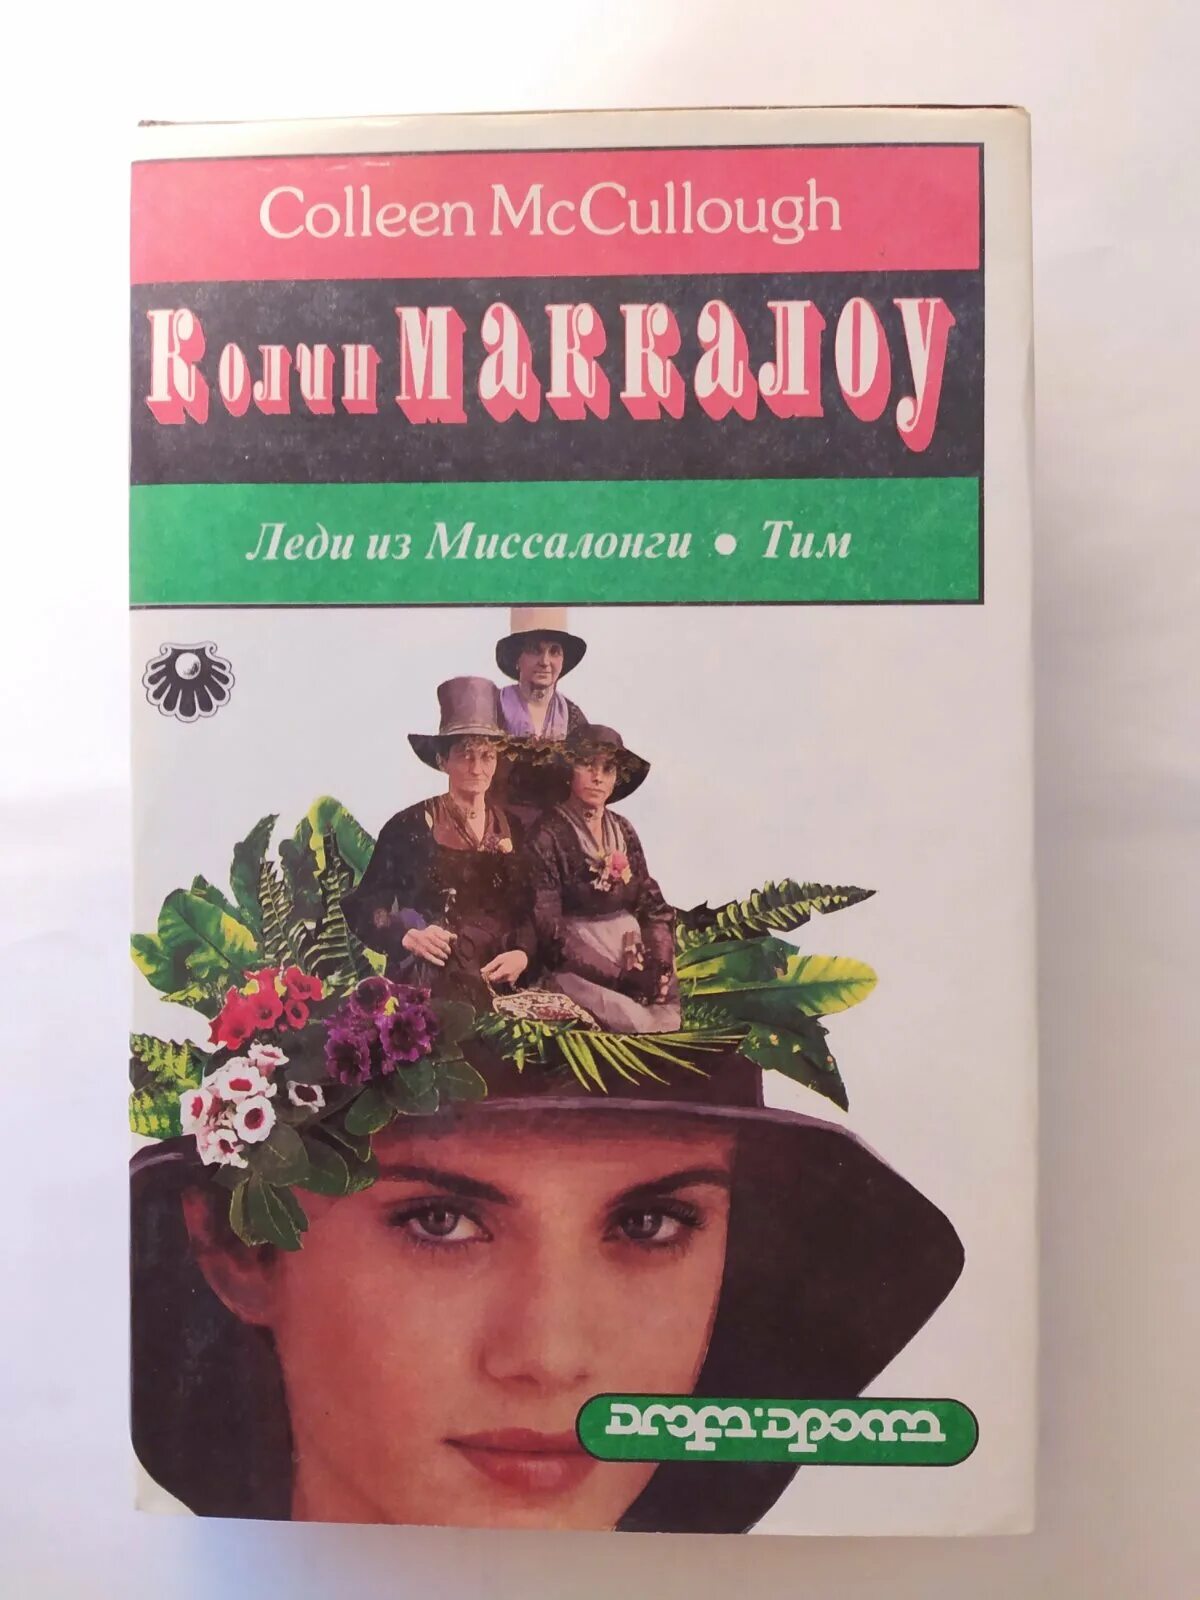 Colleen McCullough
Колин МАККАЛОУ
Леди из Миссалонги • Тим